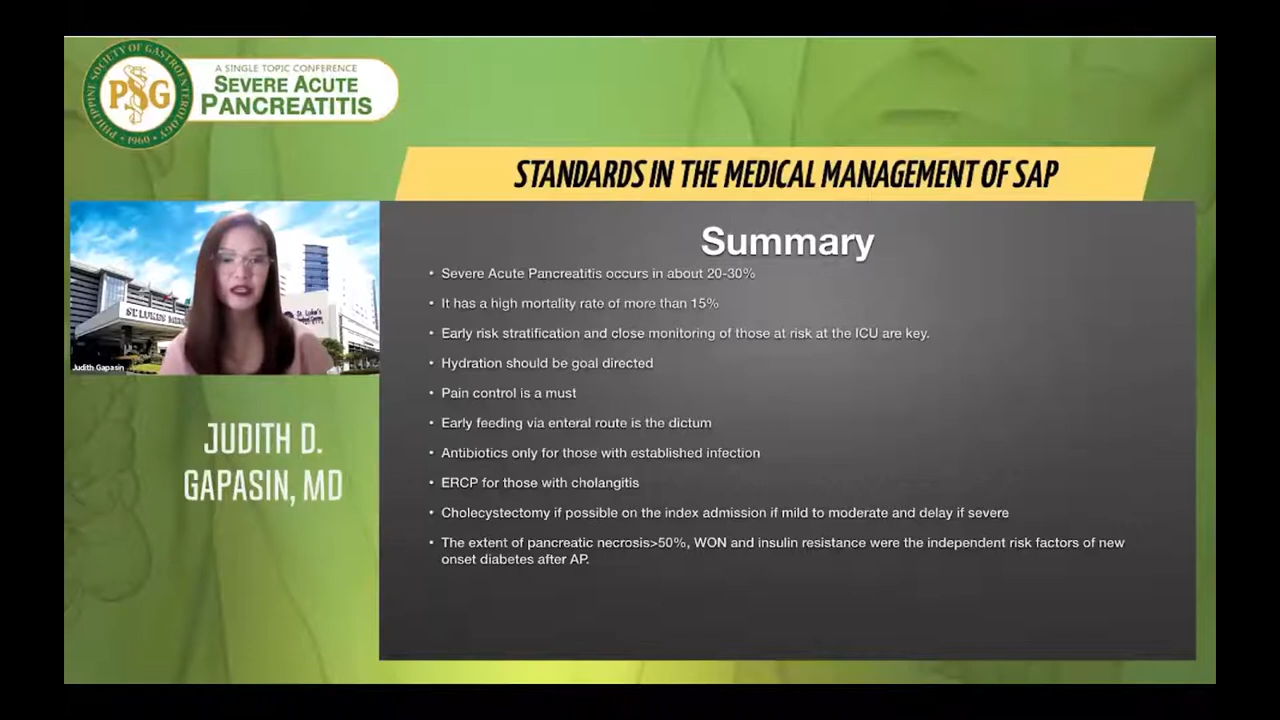 PHILIPPINE SOCIETY OF GASTROENTEROLOGY
PSG
1960
A SINGLE TOPIC CONFERENCE
SEVERE ACUTE
PANCREATITIS
STANDARDS IN THE MEDICAL MANAGEMENT OF SAP
ST. LUKE'S
St. Luke's
Judith Gapasin
JUDITH D.
GAPASIN, MD
Summary
• Severe Acute Pancreatitis occurs in about 20-30%
• It has a high mortality rate of more than 15%
• Early risk stratification and close monitoring of those at risk at the ICU are key.
• Hydration should be goal directed
• Pain control is a must
• Early feeding via enteral route is the dictum
• Antibiotics only for those with established infection
• ERCP for those with cholangitis
• Cholecystectomy if possible on the index admission if mild to moderate and delay if severe
• The extent of pancreatic necrosis>50%, WON and insulin resistance were the independent risk factors of new
onset diabetes after AP.